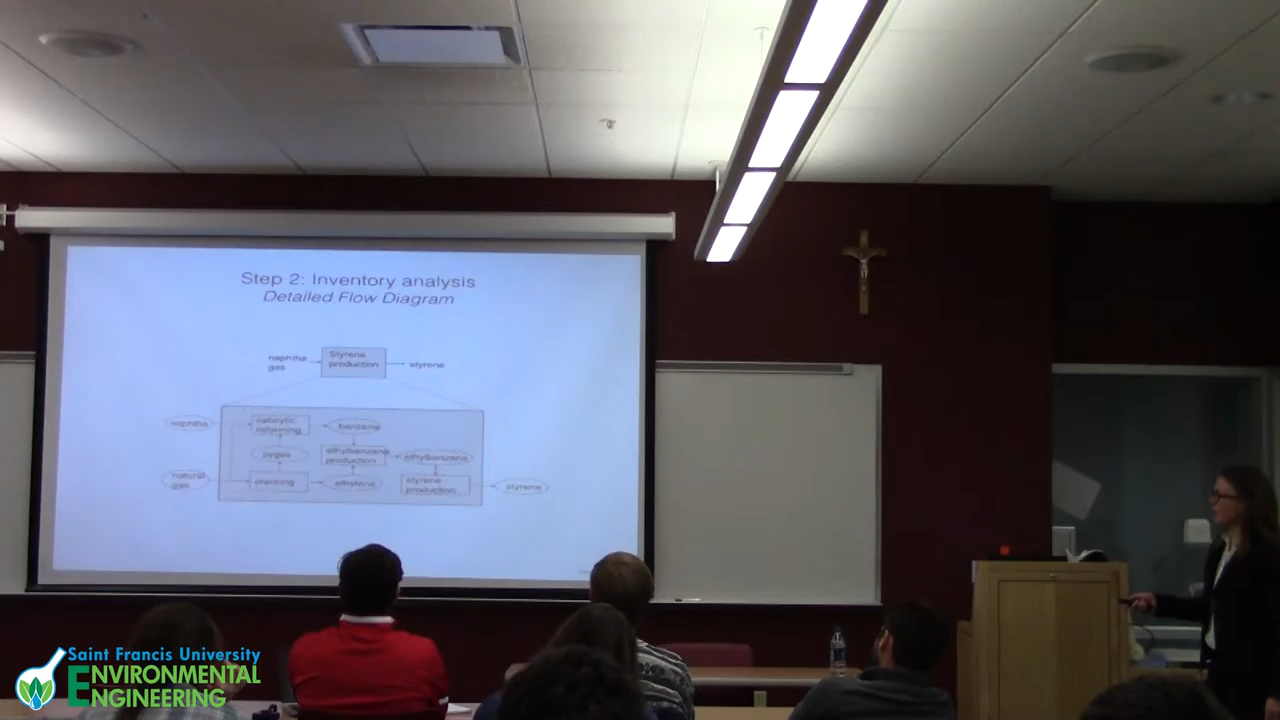 Step 2: Inventory analysis
Detailed Flow Diagram
naphtha
gas
Styrene
production
styrene
naphtha
catalytic
reforming
benzene
pygas
ethylbenzene
production
ethylbenzene
natural
gas
cracking
ethylene
styrene
production
styrene
Saint Francis University
ENVIRONMENTAL
ENGINEERING